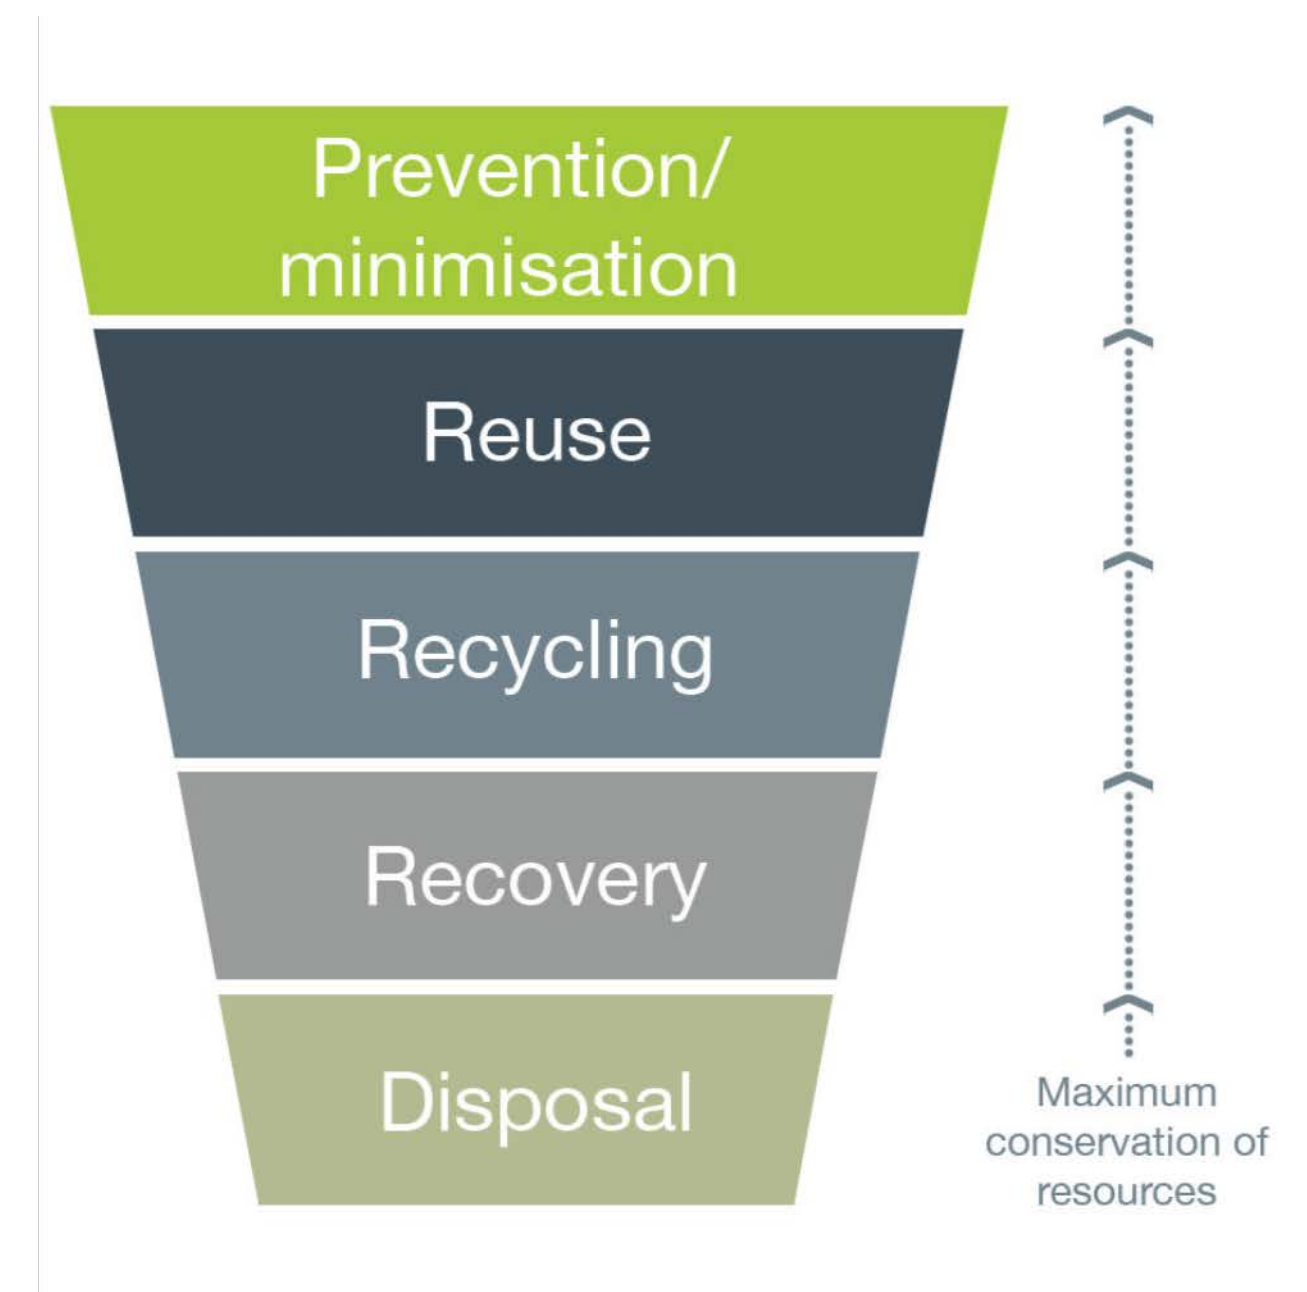 Prevention/
minimisation
Reuse
Recycling
Recovery
Disposal
Maximum
conservation of
resources